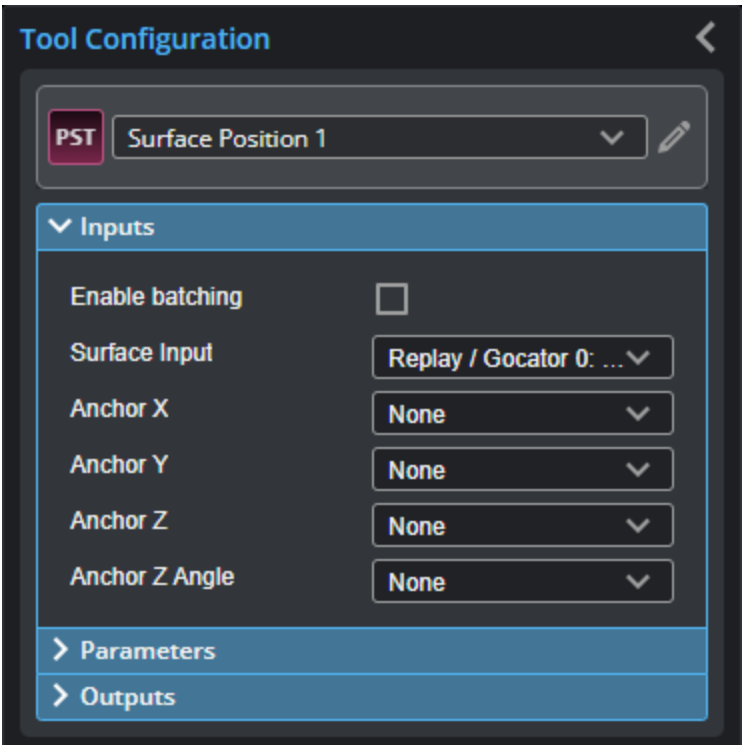 Tool Configuration
PST Surface Position 1
Inputs
Enable batching
Surface Input Replay / Gocator 0: ...
Anchor X None
Anchor Y None
Anchor Z None
Anchor Z Angle None
Parameters
Outputs